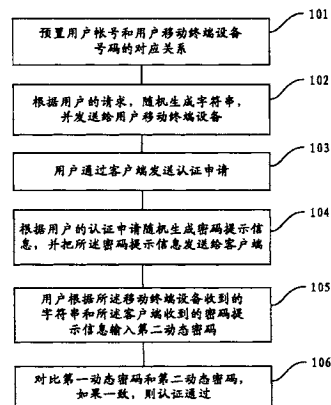 101
预置用户帐号和用户移动终端设备
号码的对应关系
102
根据用户的请求，随机生成字符串，
并发送给用户移动终端设备
103
用户通过客户端发送认证申请
104
根据用户的认证申请随机生成密码提示信
息，并把所述密码提示信息发送给客户端
105
用户根据所述移动终端设备收到的
字符串和所述客户端收到的密码提
示信息输入第二动态密码
106
对比第一动态密码和第二动态密码，
如果一致，则认证通过